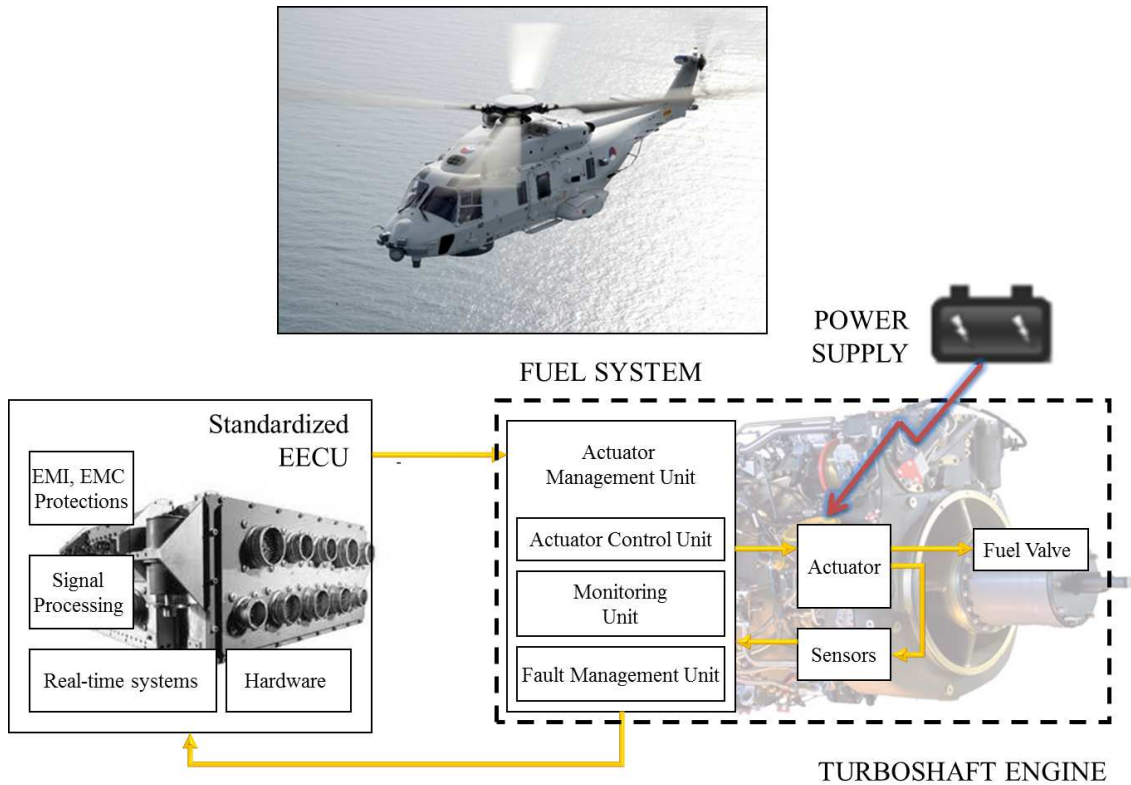 POWER
SUPPLY
FUEL SYSTEM
Standardized
EECU
EMI, EMC
Protections
Signal
Processing
Real-time systems
Hardware
Actuator
Management Unit
Actuator Control Unit
Monitoring
Unit
Fault Management Unit
Actuator
Sensors
Fuel Valve
TURBOSHAFT ENGINE